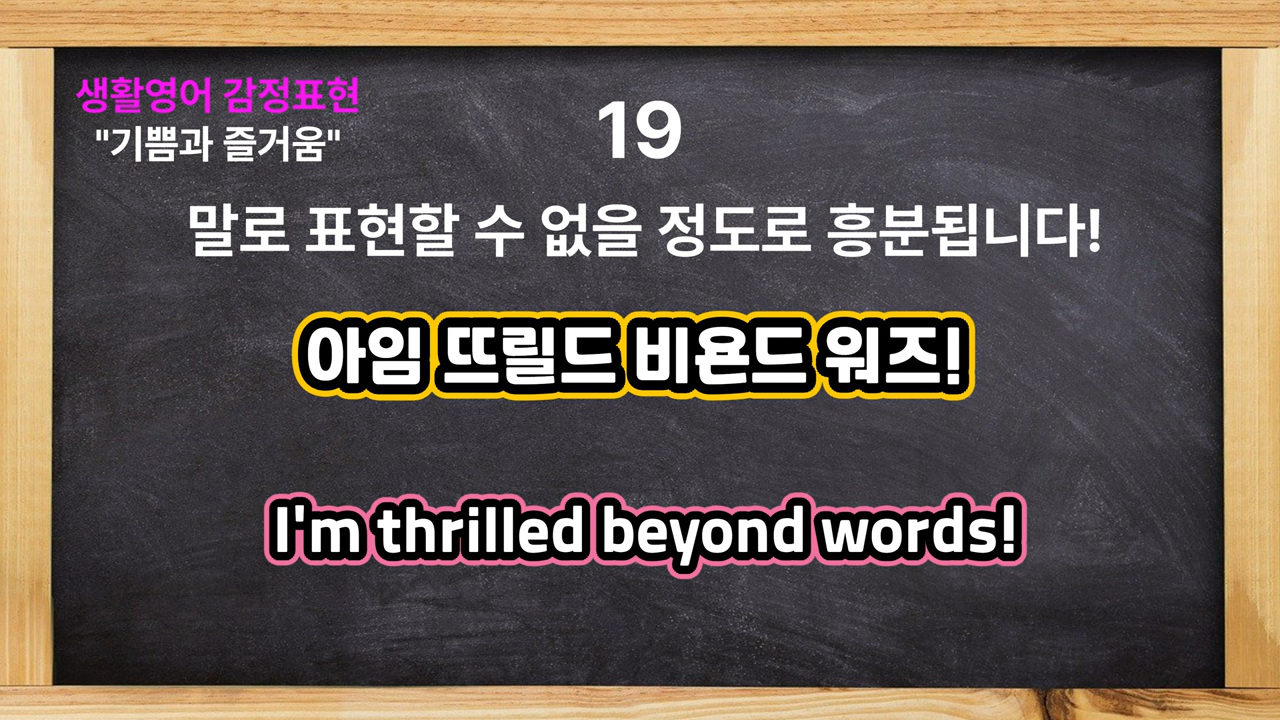 생활영어 감정표현
"기쁨과 즐거움"
19
말로 표현할 수 없을 정도로 흥분됩니다!
아임 뜨릴드 비욘드 워즈!
I'm thrilled beyond words!